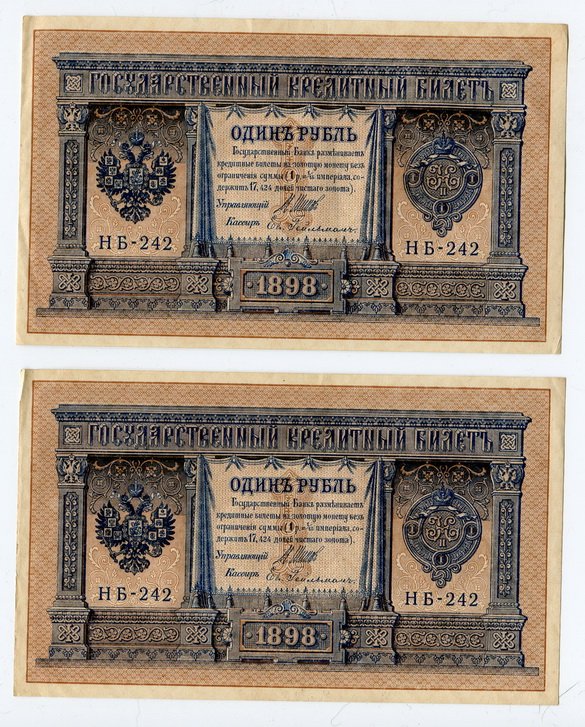 ГОСУДАРСТВЕННЫЙ КРЕДИТНЫЙ БИЛЕТЪ
ОДИНЪ РУБЛЬ
Государственный Банкъ размѣниваетъ
кредитные билеты на золотую монету безъ
ограниченія суммы (1 р. = 1/15 имперіала, со-
держитъ 17,424 долей чистаго золота).
Управляющій
Кассиръ
НБ-242
НБ-242
1898
ГОСУДАРСТВЕННЫЙ КРЕДИТНЫЙ БИЛЕТЪ
ОДИНЪ РУБЛЬ
Государственный Банкъ размѣниваетъ
кредитные билеты на золотую монету безъ
ограниченія суммы (1 р. = 1/15 имперіала, со-
держитъ 17,424 долей чистаго золота).
Управляющій
Кассиръ
НБ-242
НБ-242
1898